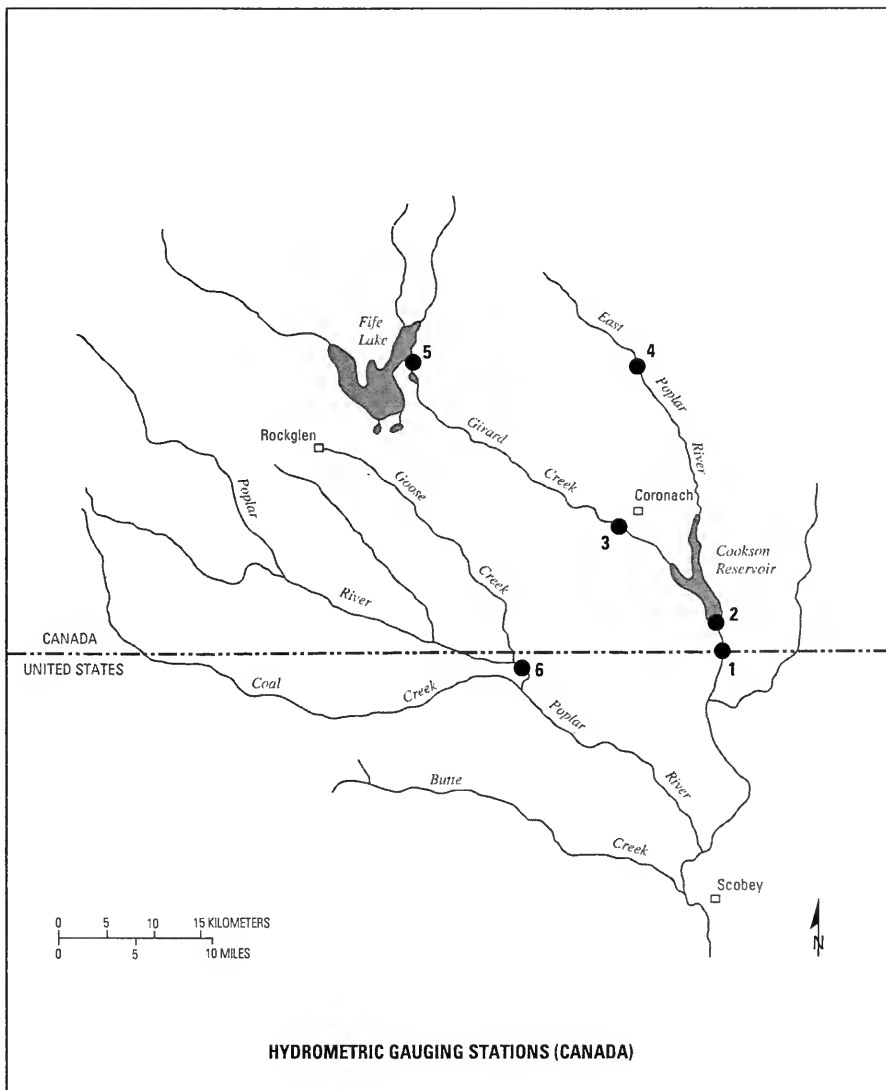 Fife
Lake
5
East
4
Poplar
River
Rockglen
Girard
Creek
Goose
Creek
Coronach
3
Cookson
Reservoir
2
Poplar
River
CANADA
UNITED STATES
1
6
Coal
Creek
Poplar
River
Butte
Creek
Scobey
0 5 10 15 KILOMETERS
0 5 10 MILES
N
HYDROMETRIC GAUGING STATIONS (CANADA)